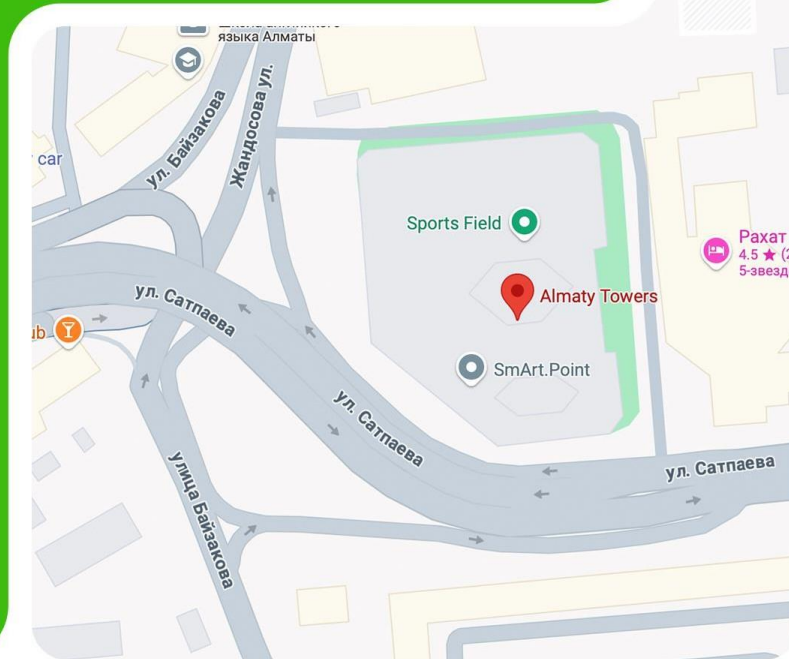 языка Алматы
ул. Байзакова
Жандосова ул.
car
Sports Field
Рахат
4.5 ★ (2
5-звезд
Almaty Towers
ул. Сатпаева
ub
SmArt.Point
ул. Сатпаева
ул. Сатпаева
улица Байзакова